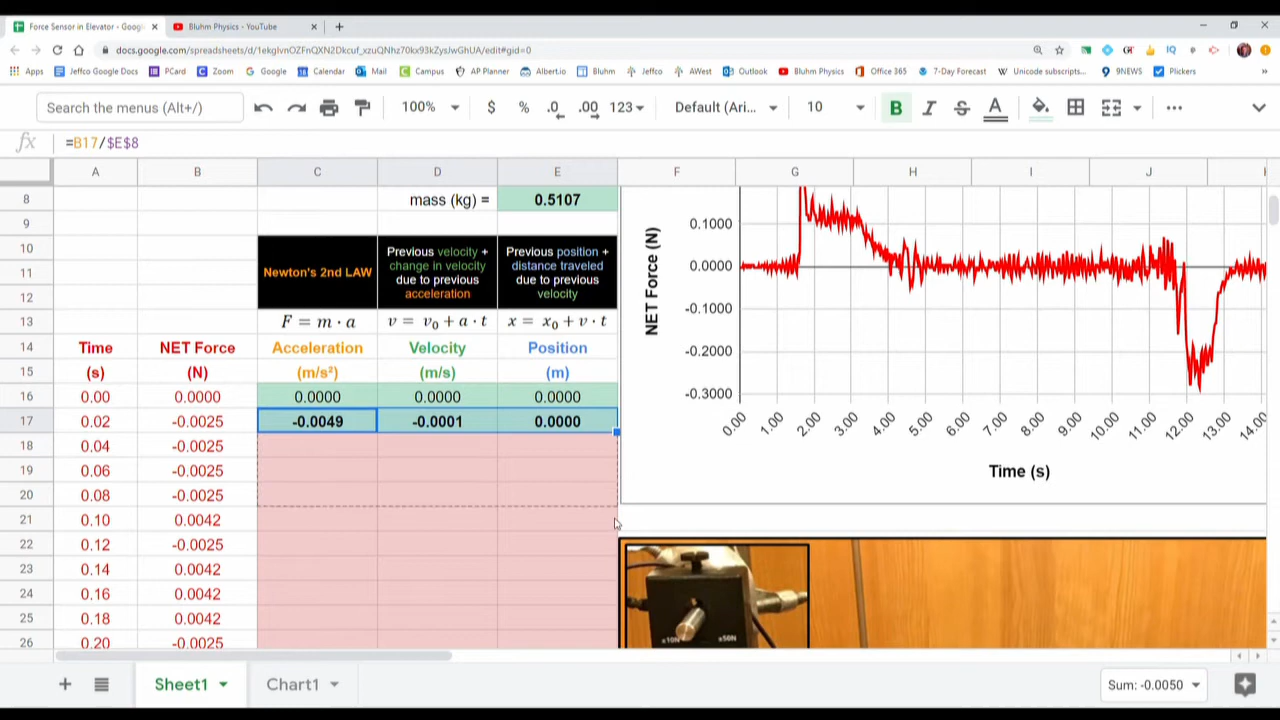 Force Sensor in Elevator - Goog
Bluhm Physics - YouTube
docs.google.com/spreadsheets/d/1ekgIvnOZFnQXN2Dkcuf_xzuQNhz70kx93kZysJwGhUA/edit#gid=0
Apps
Jeffco Google Docs
PCard
Zoom
Google
Calendar
Mail
Campus
AP Planner
Albert.io
Bluhm
Jeffco
AWest
Outlook
Bluhm Physics
Office 365
7-Day Forecast
Unicode subscripts...
9NEWS
Plickers
Search the menus (Alt+/)
100%
$
%
.0
.00
123
Default (Ari...
10
B
I
S
A
fx
=B17/$E$8
A B C D E F G H I J
8 mass (kg) = 0.5107
9
10
11
12
Newton's 2nd LAW
Previous velocity +
change in velocity
due to previous
acceleration
Previous position +
distance traveled
due to previous
velocity
13 F = m · a v = v₀ + a · t x = x₀ + v · t
14 Time NET Force Acceleration Velocity Position
15 (s) (N) (m/s²) (m/s) (m)
16 0.00 0.0000 0.0000 0.0000 0.0000
17 0.02 -0.0025 -0.0049 -0.0001 0.0000
18 0.04 -0.0025
19 0.06 -0.0025
20 0.08 -0.0025
21 0.10 0.0042
22 0.12 -0.0025
23 0.14 0.0042
24 0.16 0.0042
25 0.18 0.0042
26 0.20 -0.0025
NET Force (N)
0.1000
0.0000
-0.1000
-0.2000
-0.3000
0.00 1.00 2.00 3.00 4.00 5.00 6.00 7.00 8.00 9.00 10.00 11.00 12.00 13.00 14.00
Time (s)
±10N
±50N
Sheet1
Chart1
Sum: -0.0050